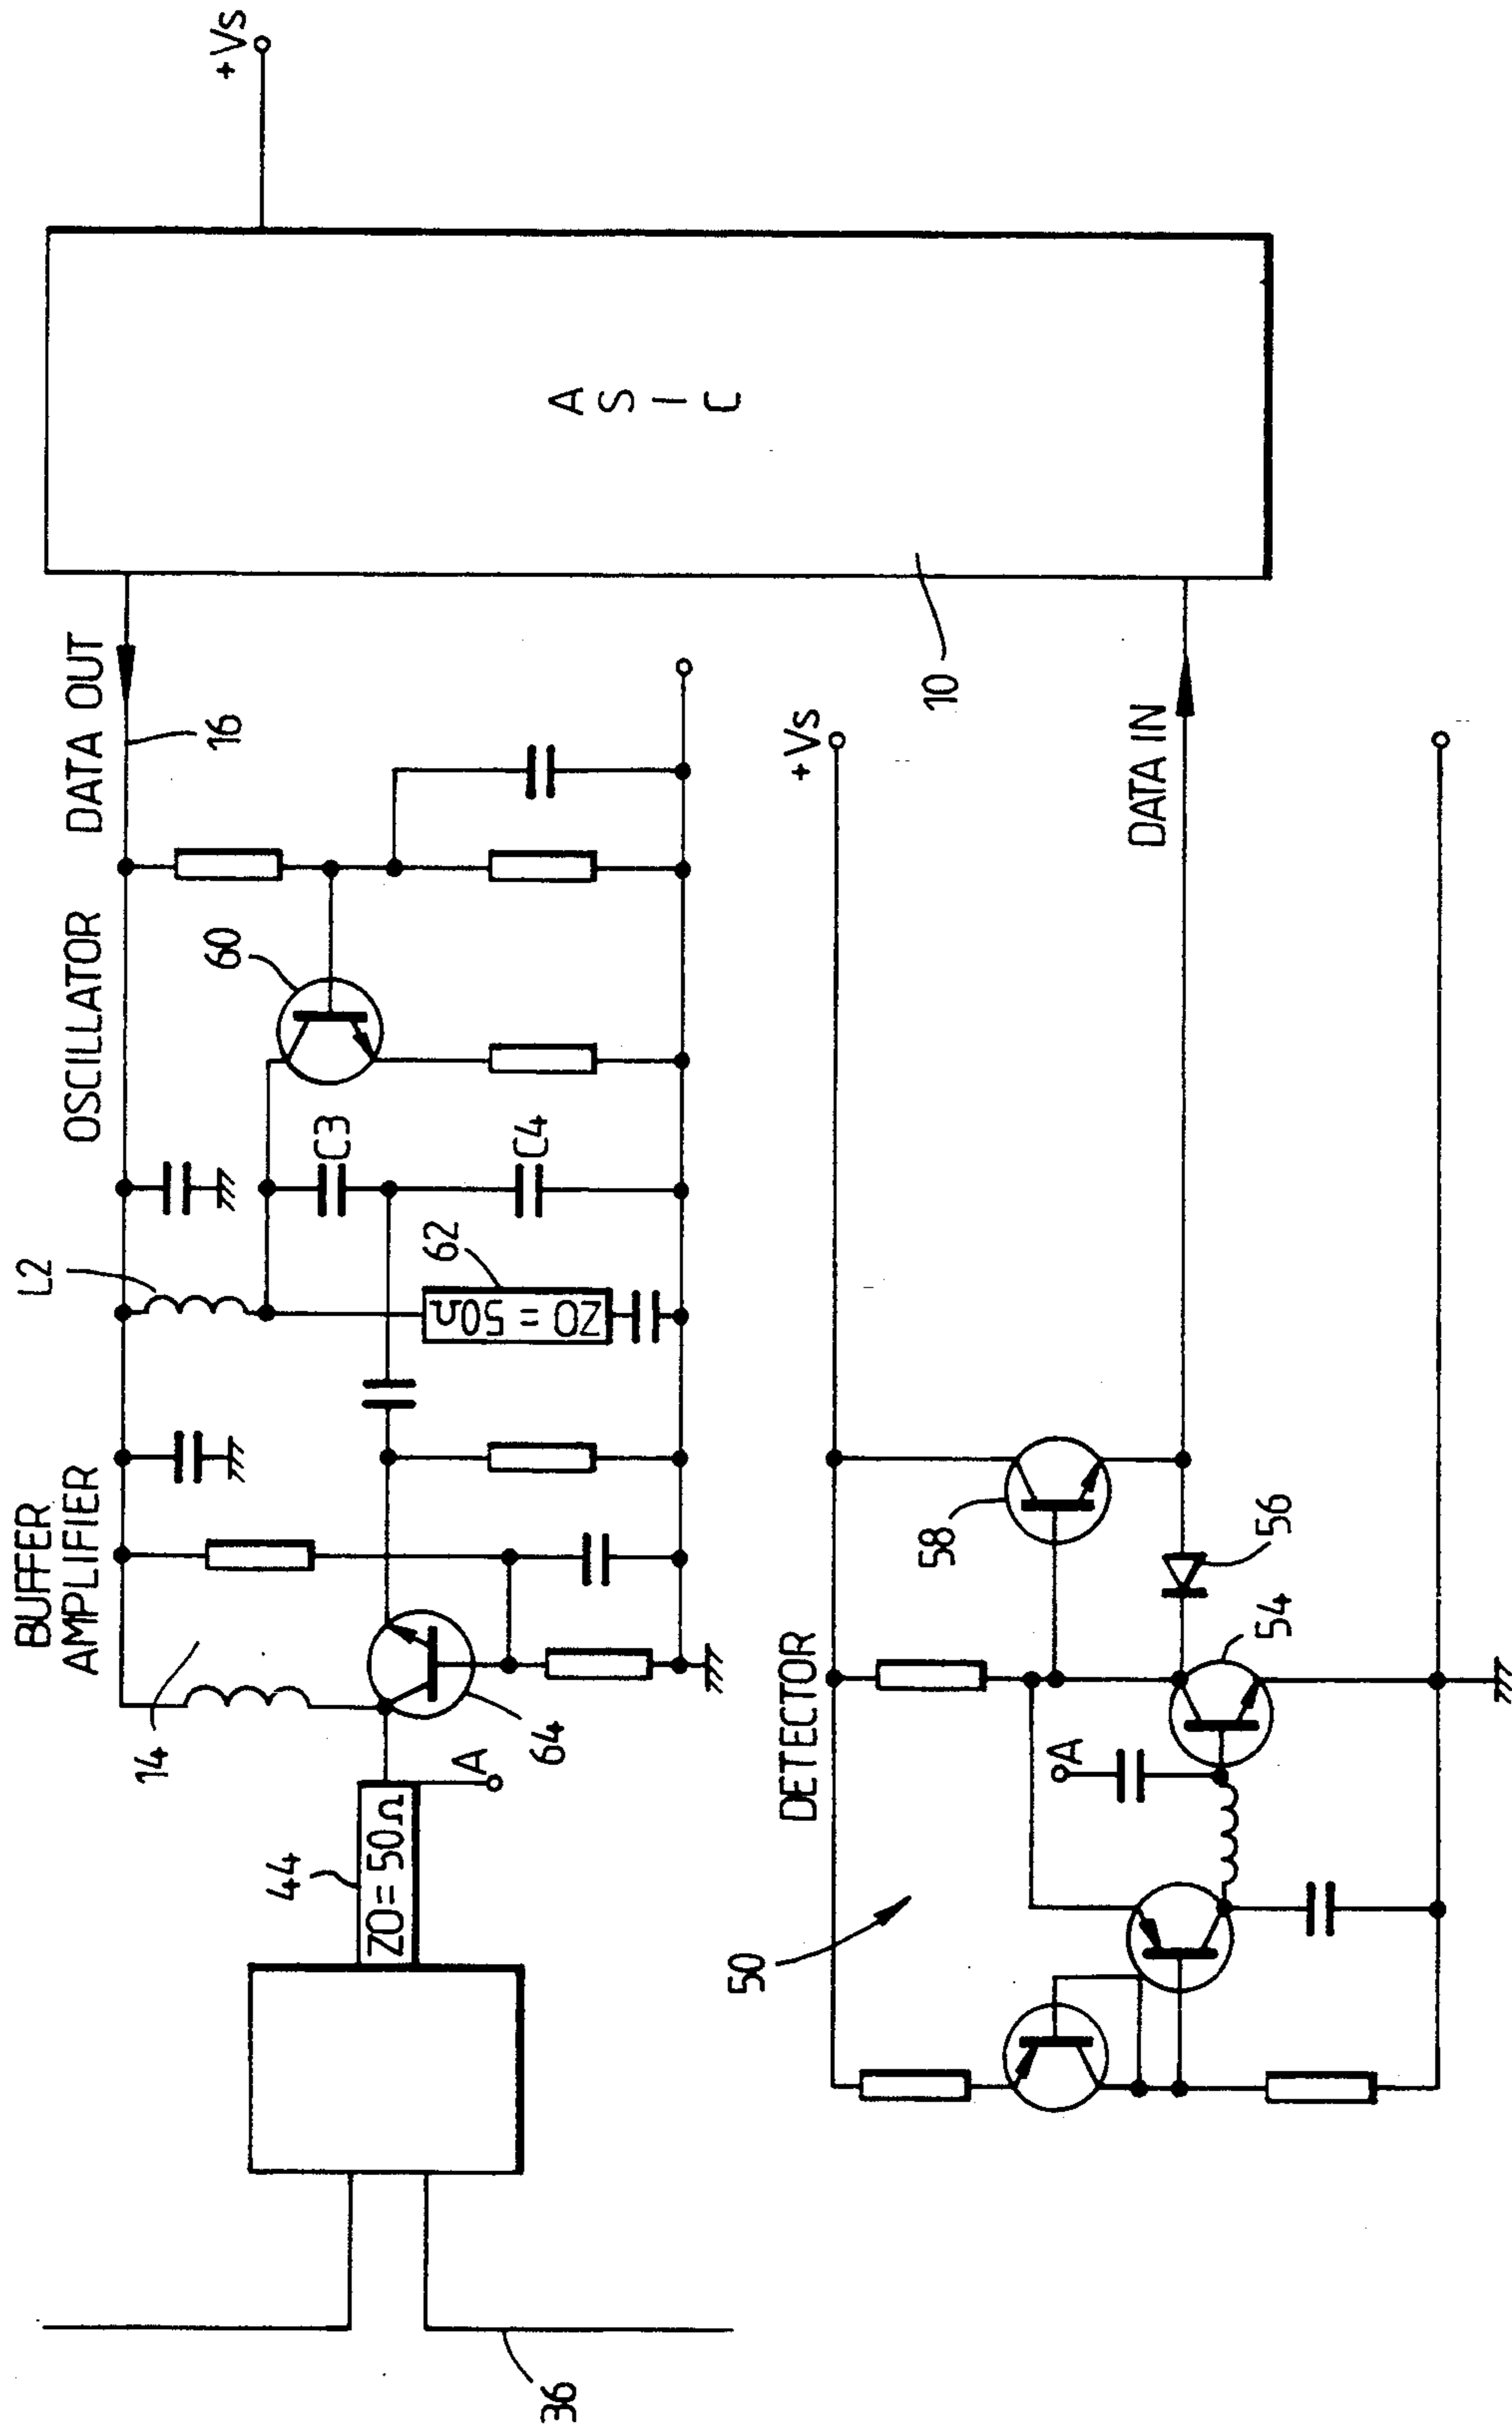 BUFFER
AMPLIFIER
L2
OSCILLATOR
DATA OUT
+Vs
14
16
60
44
ZO = 50Ω
A
64
C3
62
ZO = 50Ω
C4
36
A
S
I
C
10
DETECTOR
+Vs
50
A
58
54
56
DATA IN